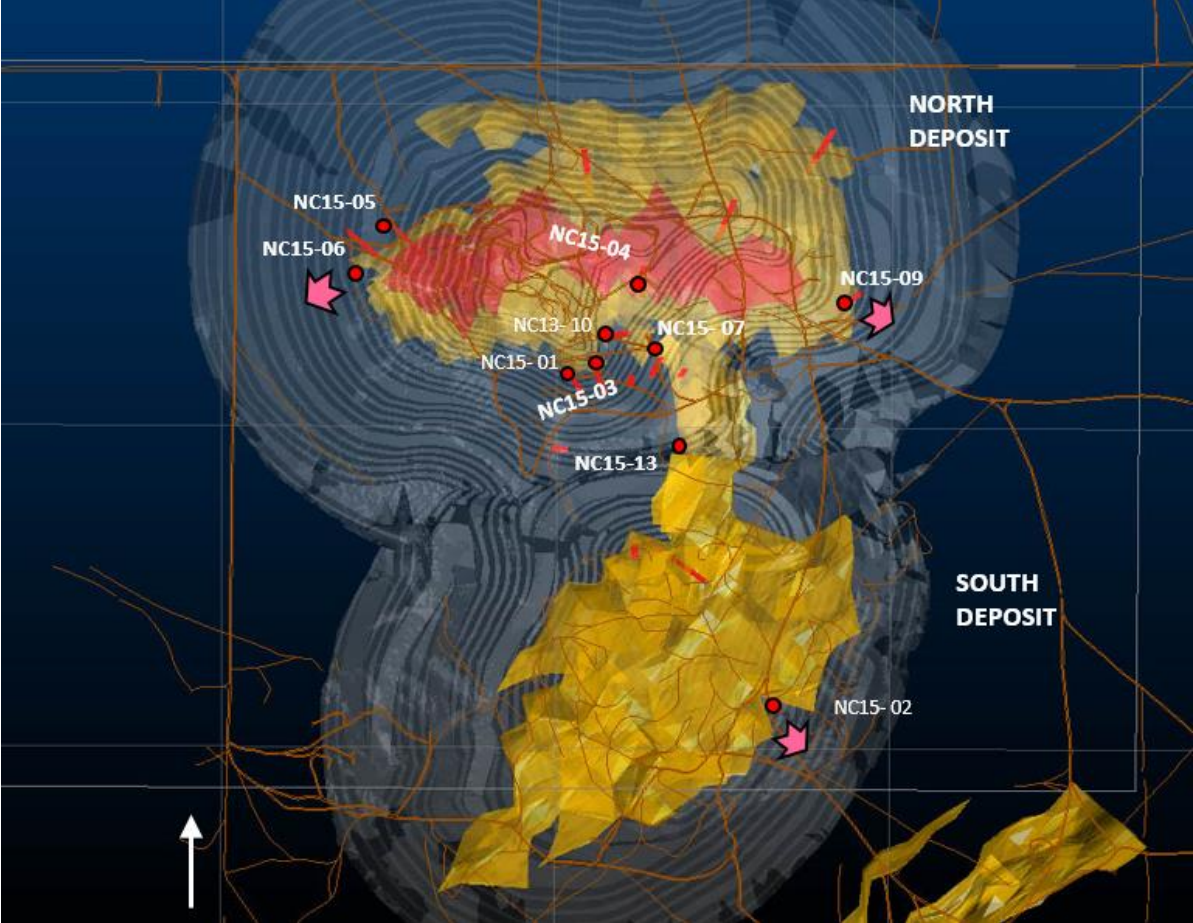 NORTH
DEPOSIT
NC15-05
NC15-06
NC15-04
NC15-09
NC13- 10
NC15- 07
NC15- 01
NC15-03
NC15-13
SOUTH
DEPOSIT
NC15- 02